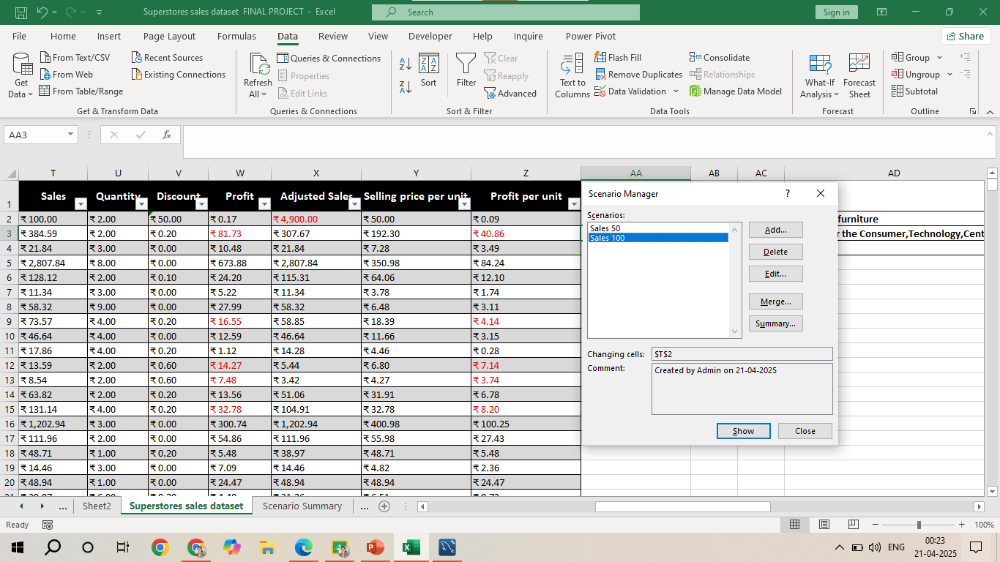 Superstores sales dataset FINAL PROJECT - Excel
Search
Sign in
File Home Insert Page Layout Formulas Data Review View Developer Help Inquire Power Pivot
Share
Get Data
From Text/CSV
From Web
From Table/Range
Recent Sources
Existing Connections
Get & Transform Data
Refresh All
Queries & Connections
Properties
Edit Links
Queries & Connections
Sort
Filter
Clear
Reapply
Advanced
Sort & Filter
Text to Columns
Flash Fill
Remove Duplicates
Data Validation
Consolidate
Relationships
Manage Data Model
Data Tools
What-If Analysis
Forecast Sheet
Forecast
Group
Ungroup
Subtotal
Outline
AA3
fx
T U V W X Y Z AA AB AC AD
1 Sales Quantity Discount Profit Adjusted Sales Selling price per unit Profit per unit
2 ₹ 100.00 ₹ 2.00 ₹ 50.00 ₹ 0.17 ₹ 4,900.00 ₹ 50.00 ₹ 0.09 furniture
3 ₹ 384.59 ₹ 2.00 ₹ 0.20 ₹ 81.73 ₹ 307.67 ₹ 192.30 ₹ 40.86 r the Consumer,Technology,Cent
4 ₹ 21.84 ₹ 3.00 ₹ 0.00 ₹ 10.48 ₹ 21.84 ₹ 7.28 ₹ 3.49
5 ₹ 2,807.84 ₹ 8.00 ₹ 0.00 ₹ 673.88 ₹ 2,807.84 ₹ 350.98 ₹ 84.24
6 ₹ 128.12 ₹ 2.00 ₹ 0.10 ₹ 24.20 ₹ 115.31 ₹ 64.06 ₹ 12.10
7 ₹ 11.34 ₹ 3.00 ₹ 0.00 ₹ 5.22 ₹ 11.34 ₹ 3.78 ₹ 1.74
8 ₹ 58.32 ₹ 9.00 ₹ 0.00 ₹ 27.99 ₹ 58.32 ₹ 6.48 ₹ 3.11
9 ₹ 73.57 ₹ 4.00 ₹ 0.20 ₹ 16.55 ₹ 58.85 ₹ 18.39 ₹ 4.14
10 ₹ 46.64 ₹ 4.00 ₹ 0.00 ₹ 12.59 ₹ 46.64 ₹ 11.66 ₹ 3.15
11 ₹ 17.86 ₹ 4.00 ₹ 0.20 ₹ 1.12 ₹ 14.28 ₹ 4.46 ₹ 0.28
12 ₹ 13.59 ₹ 2.00 ₹ 0.60 ₹ 14.27 ₹ 5.44 ₹ 6.80 ₹ 7.14
13 ₹ 8.54 ₹ 2.00 ₹ 0.60 ₹ 7.48 ₹ 3.42 ₹ 4.27 ₹ 3.74
14 ₹ 63.82 ₹ 2.00 ₹ 0.20 ₹ 13.56 ₹ 51.06 ₹ 31.91 ₹ 6.78
15 ₹ 131.14 ₹ 4.00 ₹ 0.20 ₹ 32.78 ₹ 104.91 ₹ 32.78 ₹ 8.20
16 ₹ 1,202.94 ₹ 3.00 ₹ 0.00 ₹ 300.74 ₹ 1,202.94 ₹ 400.98 ₹ 100.25
17 ₹ 111.96 ₹ 2.00 ₹ 0.00 ₹ 54.86 ₹ 111.96 ₹ 55.98 ₹ 27.43
18 ₹ 48.71 ₹ 1.00 ₹ 0.20 ₹ 5.48 ₹ 38.97 ₹ 48.71 ₹ 5.48
19 ₹ 14.46 ₹ 3.00 ₹ 0.00 ₹ 7.09 ₹ 14.46 ₹ 4.82 ₹ 2.36
20 ₹ 48.94 ₹ 1.00 ₹ 0.00 ₹ 24.47 ₹ 48.94 ₹ 48.94 ₹ 24.47
Scenario Manager
?
Scenarios:
Sales 50
Sales 100
Add...
Delete
Edit...
Merge...
Summary...
Changing cells: $T$2
Comment: Created by Admin on 21-04-2025
Show
Close
... Sheet2 Superstores sales dataset Scenario Summary ...
Ready
100%
ENG
00:23
21-04-2025